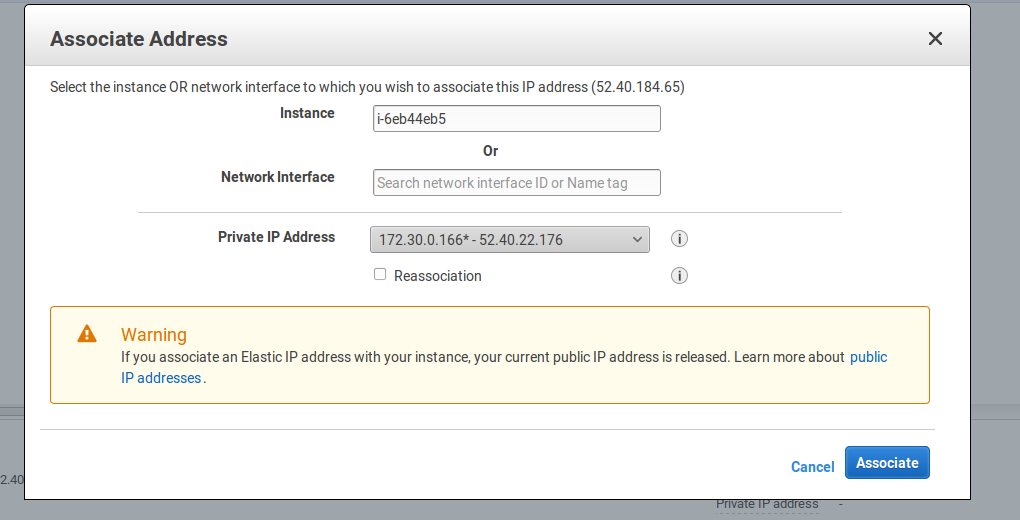 Associate Address
Select the instance OR network interface to which you wish to associate this IP address (52.40.184.65)
Instance
i-6eb44eb5
Or
Network Interface
Search network interface ID or Name tag
Private IP Address
172.30.0.166* - 52.40.22.176
Reassociation
Warning
If you associate an Elastic IP address with your instance, your current public IP address is released. Learn more about public
IP addresses.
Cancel
Associate
2.40
Private IP address -